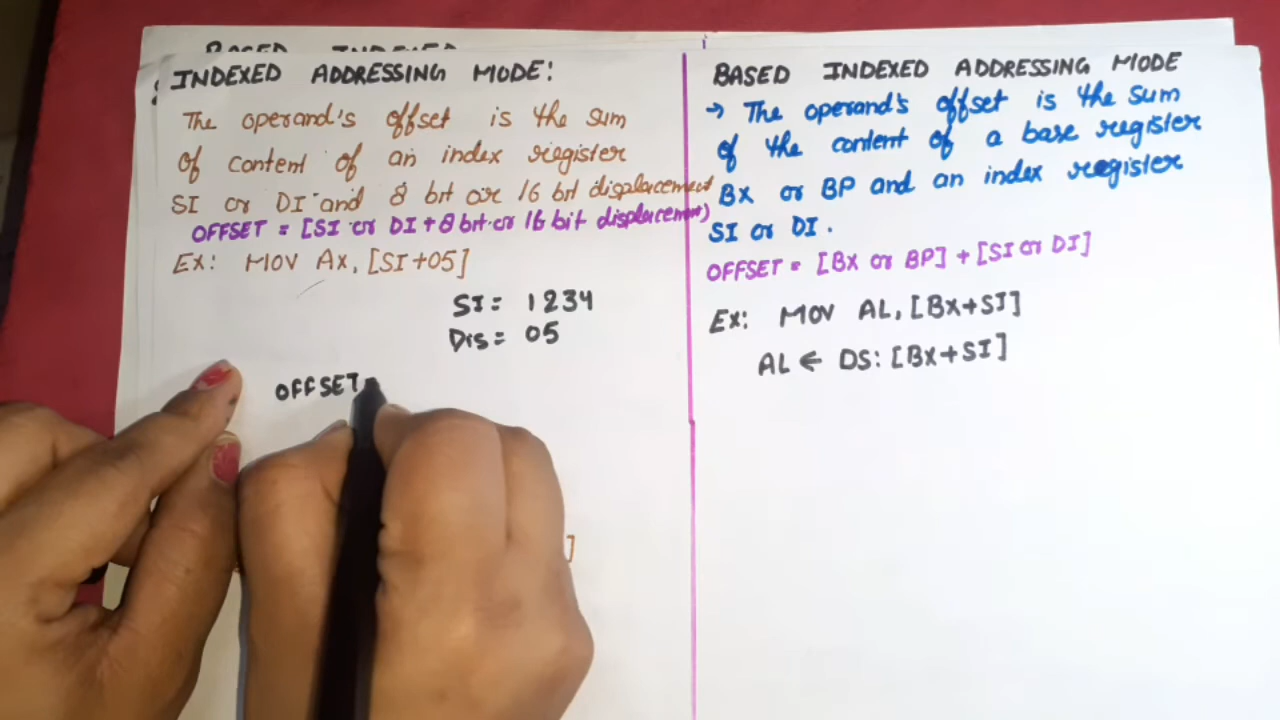 BASED INDEXED
INDEXED ADDRESSING MODE:
The operand's offset is the sum
of content of an index register
SI or DI and 8 bit or 16 bit displacement
OFFSET = [SI or DI + 8 bit or 16 bit displacement)
Ex: MOV AX, [SI+05]
SI = 1234
Dis = 05
OFFSET
]
BASED INDEXED ADDRESSING MODE
→ The operand's offset is the sum
of the content of a base register
BX or BP and an index register
SI or DI.
OFFSET = [BX or BP] + [SI or DI]
Ex: MOV AL, [BX+SI]
AL ← DS: [BX+SI]